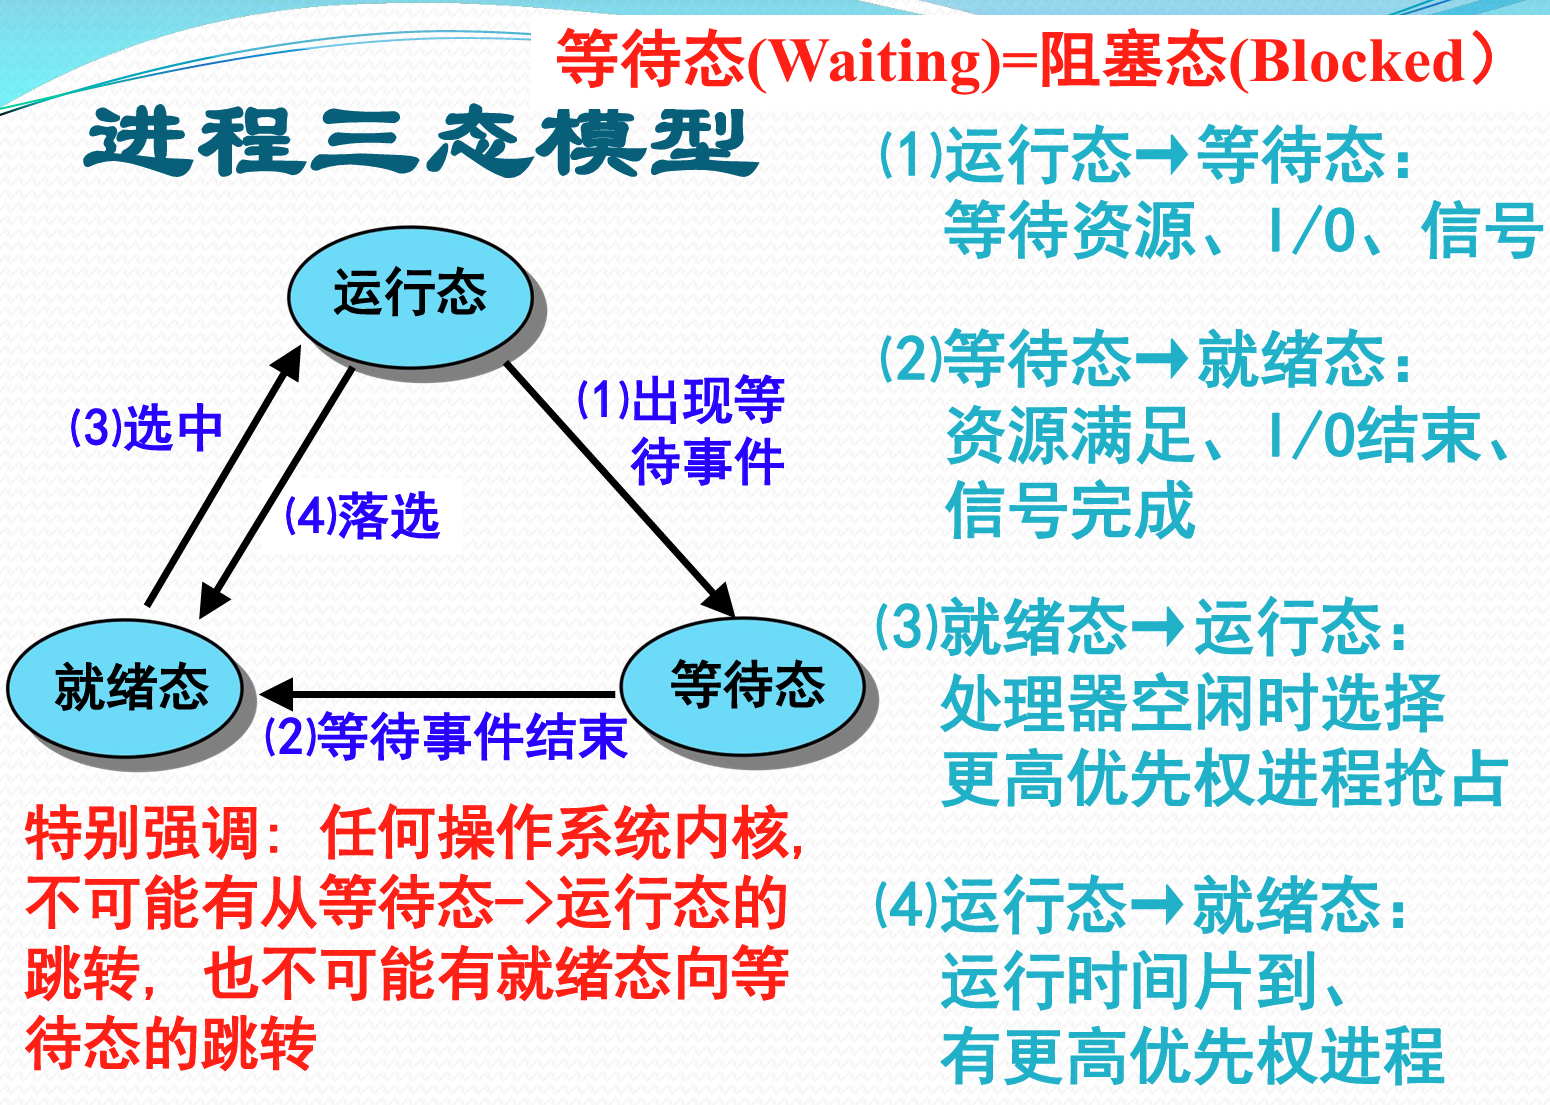 等待态(Waiting)=阻塞态(Blocked）
进程三态模型
运行态
(3)选中
(4)落选
(1)出现等
待事件
就绪态
等待态
(2)等待事件结束
特别强调：任何操作系统内核,
不可能有从等待态->运行态的
跳转，也不可能有就绪态向等
待态的跳转
(1)运行态→等待态：
等待资源、I/O、信号
(2)等待态→就绪态：
资源满足、I/O结束、
信号完成
(3)就绪态→运行态：
处理器空闲时选择
更高优先权进程抢占
(4)运行态→就绪态：
运行时间片到、
有更高优先权进程